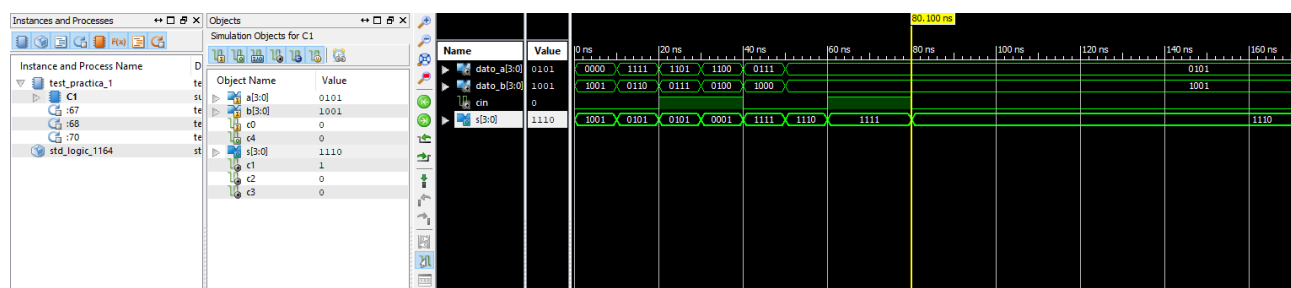 80.100 ns
Instances and Processes
Objects
Simulation Objects for C1
Instance and Process Name
D
test_practica_1
te
C1
su
:67
te
:68
te
:70
te
std_logic_1164
st
Object Name Value
a[3:0] 0101
b[3:0] 1001
c0 0
c4 0
s[3:0] 1110
c1 1
c2 0
c3 0
Name Value
0 ns 20 ns 40 ns 60 ns 80 ns 100 ns 120 ns 140 ns 160 ns
dato_a[3:0] 0101 0000 1111 1101 1100 0111 0101
dato_b[3:0] 1001 1001 0110 0111 0100 1000 1001
cin 0
s[3:0] 1110 1001 0101 0101 0001 1111 1110 1111 1110